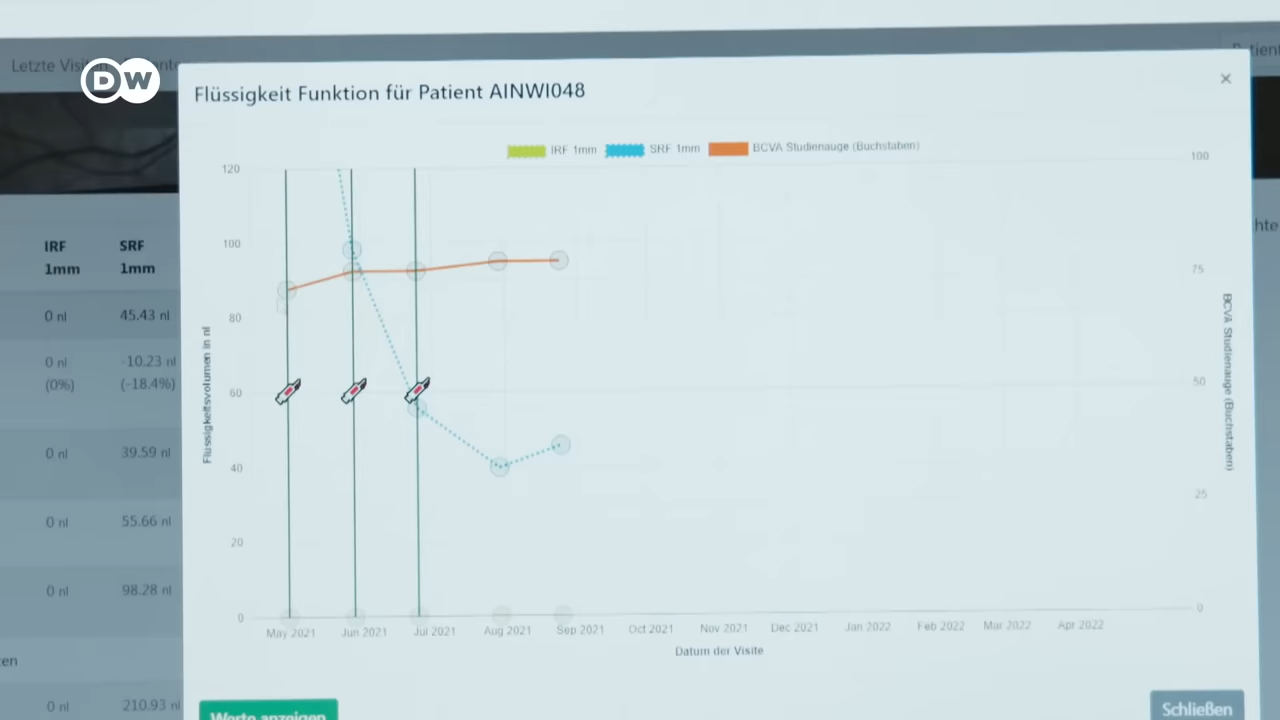 Letzte
DW
Flüssigkeit Funktion für Patient AINWI048
×
IRF 1mm
SRF 1mm
BCVA Studienauge (Buchstaben)
120
100
80
60
40
20
0
100
75
50
25
0
Flüssigkeitsvolumen in nl
BCVA Studienauge (Buchstaben)
May 2021
Jun 2021
Jul 2021
Aug 2021
Sep 2021
Oct 2021
Nov 2021
Dec 2021
Jan 2022
Feb 2022
Mar 2022
Apr 2022
Datum der Visite
IRF SRF
1mm 1mm
0 nl 45.43 nl
0 nl -10.23 nl
(0%) (-18.4%)
0 nl 39.59 nl
0 nl 55.66 nl
0 nl 98.28 nl
0 nl 210.93 nl
Werte anzeigen
Schließen